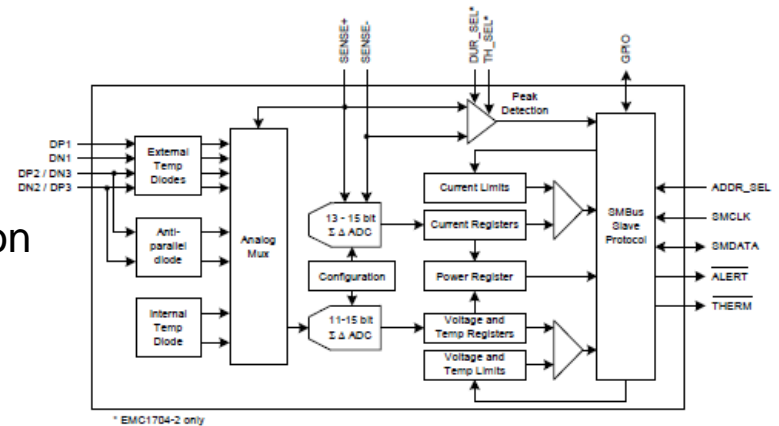 SENSE+
SENSE-
DUR_SEL*
TH_SEL*
GPIO
Peak
Detection
DP1
DN1
DP2 / DN3
DN2 / DP3
External
Temp
Diodes
Anti-
parallel
diode
Internal
Temp
Diode
Analog
Mux
13 - 15 bit
Σ Δ ADC
Configuration
11-15 bit
Σ Δ ADC
Current Limits
Current Registers
Power Register
Voltage and
Temp Registers
Voltage and
Temp Limits
SMBus
Slave
Protocol
ADDR_SEL
SMCLK
SMDATA
ALERT
THERM
on
* EMC1704-2 only